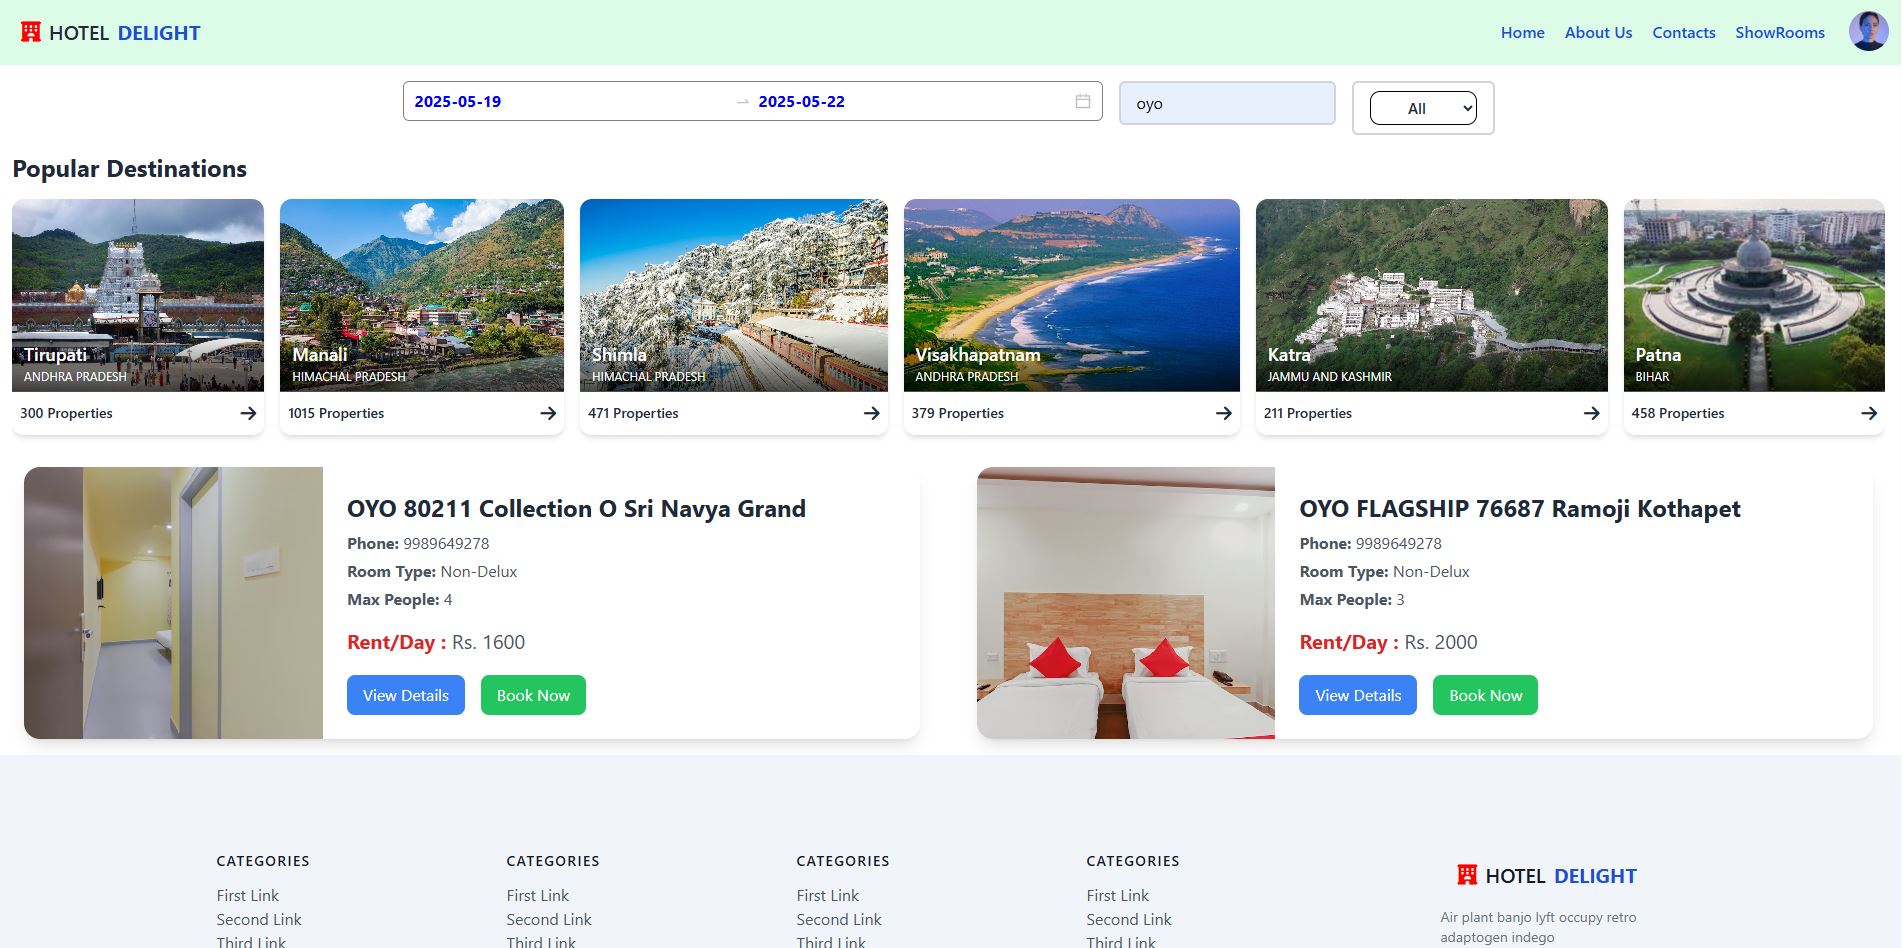 HOTEL DELIGHT
Home About Us Contacts ShowRooms
2025-05-19 → 2025-05-22
oyo
All
Popular Destinations
Tirupati
ANDHRA PRADESH
300 Properties →
Manali
HIMACHAL PRADESH
1015 Properties →
Shimla
HIMACHAL PRADESH
471 Properties →
Visakhapatnam
ANDHRA PRADESH
379 Properties →
Katra
JAMMU AND KASHMIR
211 Properties →
Patna
BIHAR
458 Properties →
OYO 80211 Collection O Sri Navya Grand
Phone: 9989649278
Room Type: Non-Delux
Max People: 4
Rent/Day : Rs. 1600
View Details Book Now
OYO FLAGSHIP 76687 Ramoji Kothapet
Phone: 9989649278
Room Type: Non-Delux
Max People: 3
Rent/Day : Rs. 2000
View Details Book Now
CATEGORIES
First Link
Second Link
Third Link
CATEGORIES
First Link
Second Link
Third Link
CATEGORIES
First Link
Second Link
Third Link
CATEGORIES
First Link
Second Link
Third Link
HOTEL DELIGHT
Air plant banjo lyft occupy retro
adaptogen indego